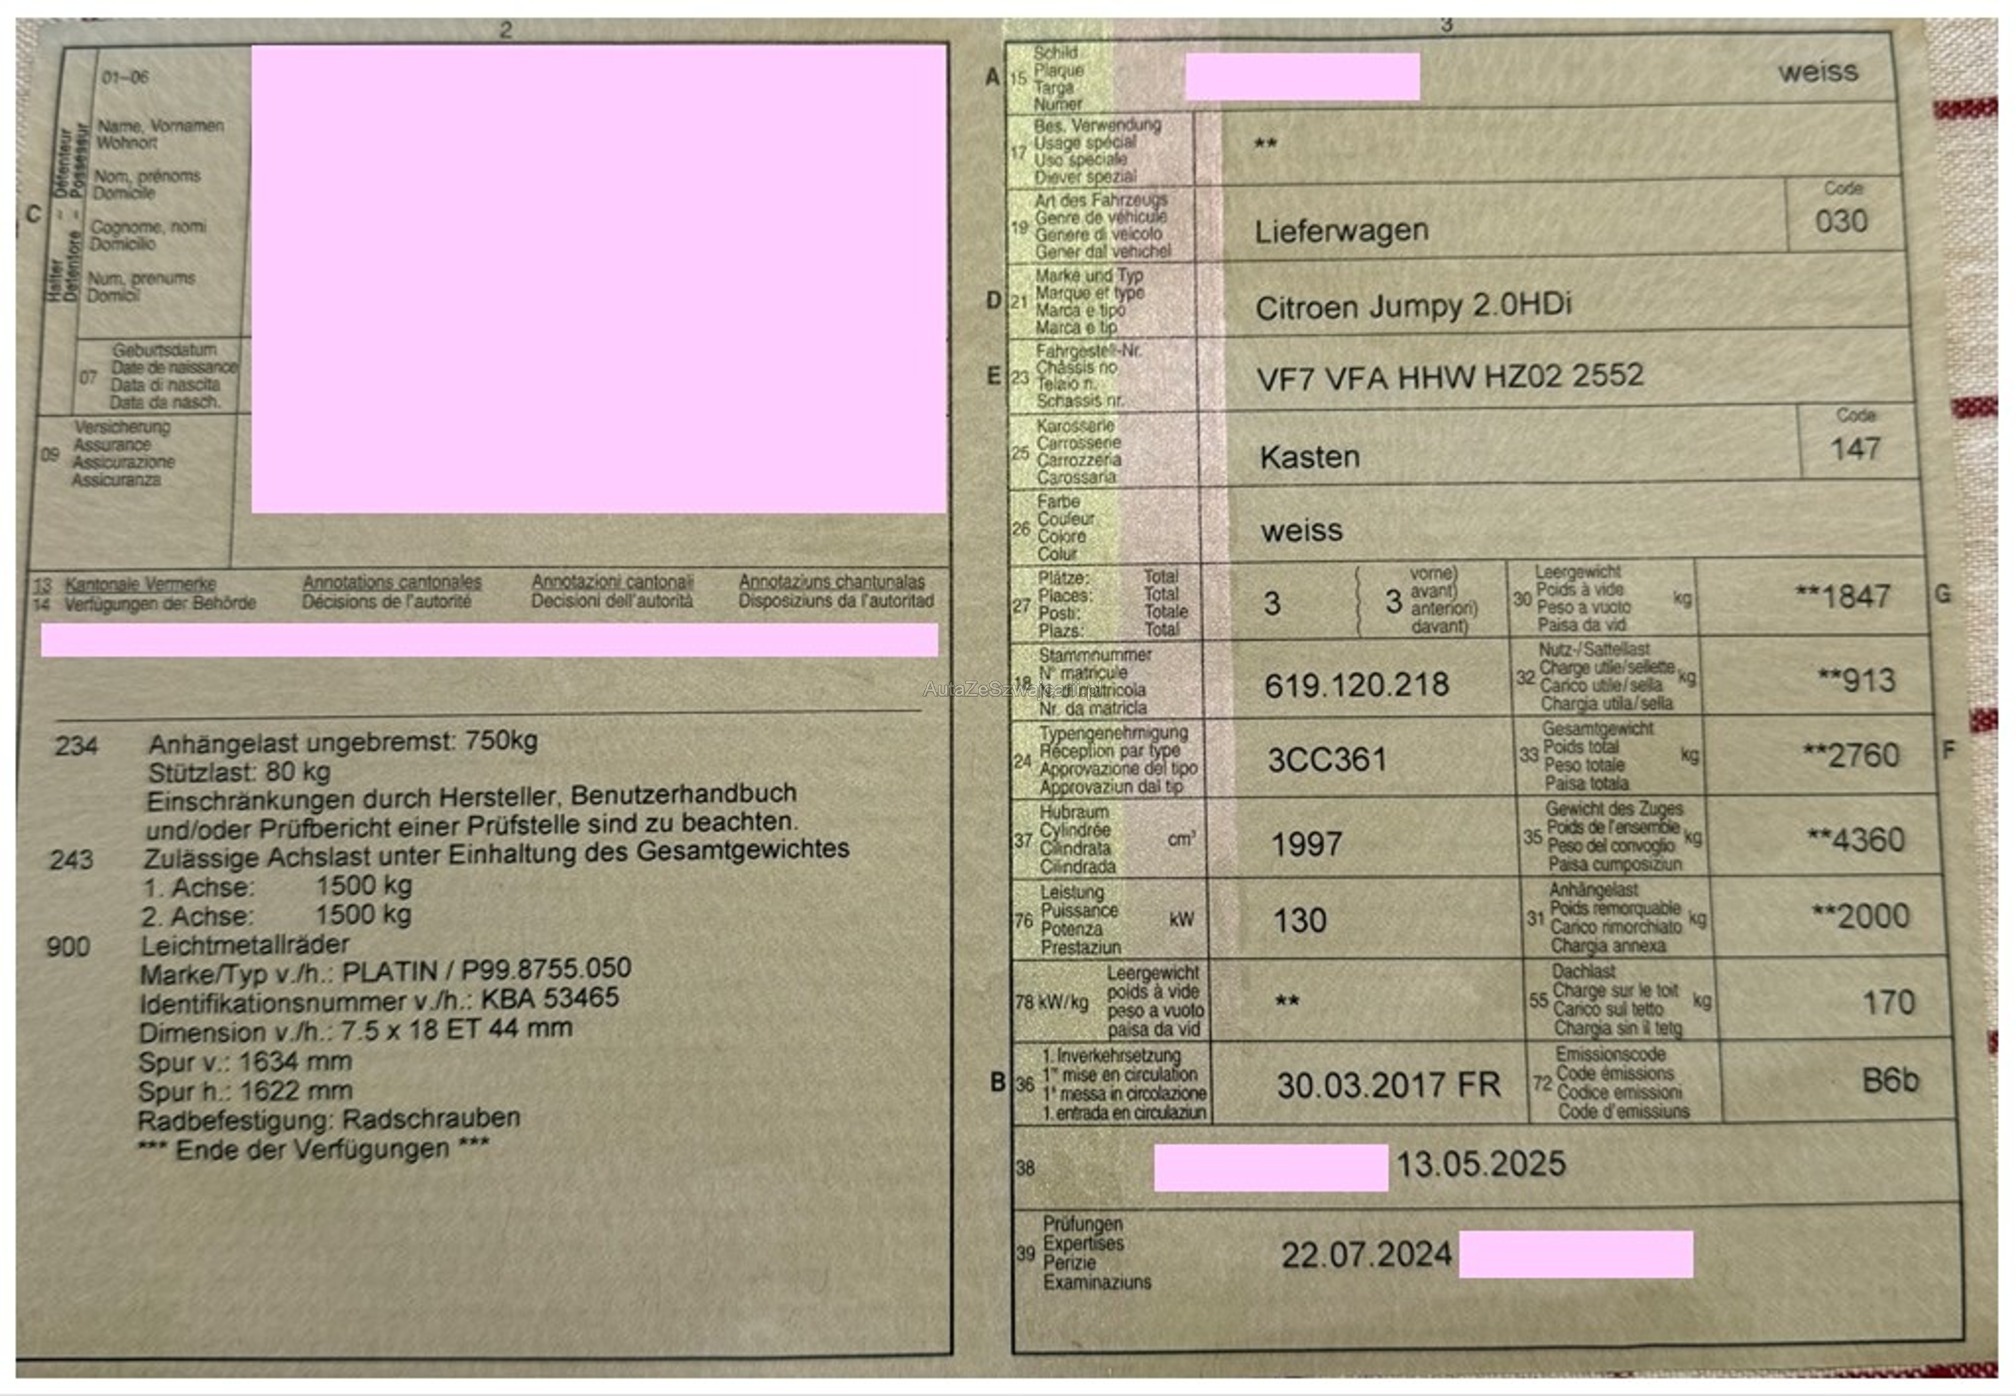 2
01–06
Name, Vornamen
Wohnort
Nom, prénoms
Domicile
Cognome, nomi
Domicilio
Num, prenums
Domicil
C
Halter – Détenteur
Detentore – Possessur
07
Geburtsdatum
Date de naissance
Data di nascita
Data da nasch.
09
Versicherung
Assurance
Assicurazione
Assicuranza
13 Kantonale Vermerke Annotations cantonales Annotazioni cantonali Annotaziuns chantunalas
14 Verfügungen der Behörde Décisions de l'autorité Decisioni dell'autorità Disposiziuns da l'autoritad
234 Anhängelast ungebremst: 750kg
Stützlast: 80 kg
Einschränkungen durch Hersteller, Benutzerhandbuch
und/oder Prüfbericht einer Prüfstelle sind zu beachten.
243 Zulässige Achslast unter Einhaltung des Gesamtgewichtes
1. Achse: 1500 kg
2. Achse: 1500 kg
900 Leichtmetallräder
Marke/Typ v./h.: PLATIN / P99.8755.050
Identifikationsnummer v./h.: KBA 53465
Dimension v./h.: 7.5 x 18 ET 44 mm
Spur v.: 1634 mm
Spur h.: 1622 mm
Radbefestigung: Radschrauben
*** Ende der Verfügungen ***
3
A 15
Schild
Plaque
Targa
Numer
weiss
17
Bes. Verwendung
Usage spécial
Uso speciale
Diever spezial
**
19
Art des Fahrzeugs
Genre de véhicule
Genere di veicolo
Gener dal vehichel
Lieferwagen
Code
030
D 21
Marke und Typ
Marque et type
Marca e tipo
Marca e tip
Citroen Jumpy 2.0HDi
E 23
Fahrgestell-Nr.
Châssis no
Telaio n.
Schassis nr.
VF7 VFA HHW HZ02 2552
25
Karosserie
Carrosserie
Carrozzeria
Carossaria
Kasten
Code
147
26
Farbe
Couleur
Colore
Colur
weiss
27
Plätze: Total
Places: Total
Posti: Totale
Plazs: Total
3
3
vorne)
avant)
anteriori)
davant)
30
Leergewicht
Poids à vide
Peso a vuoto
Paisa da vid
kg
**1847
G
18
Stammnummer
N° matricule
N. di matricola
Nr. da matricla
619.120.218
32
Nutz-/Sattellast
Charge utile/sellette
Carico utile/sella
Chargia utila/sella
kg
**913
24
Typengenehmigung
Réception par type
Approvazione del tipo
Approvaziun dal tip
3CC361
33
Gesamtgewicht
Poids total
Peso totale
Paisa totala
kg
**2760
F
37
Hubraum
Cylindrée
Cilindrata
Cilindrada
cm³
1997
35
Gewicht des Zuges
Poids de l'ensemble
Peso del convoglio
Paisa cumposiziun
kg
**4360
76
Leistung
Puissance
Potenza
Prestaziun
kW
130
31
Anhängelast
Poids remorquable
Carico rimorchiato
Chargia annexa
kg
**2000
78 kW/kg
Leergewicht
poids à vide
peso a vuoto
paisa da vid
**
55
Dachlast
Charge sur le toit
Carico sul tetto
Chargia sin il tetg
kg
170
B 36
1. Inverkehrsetzung
1re mise en circulation
1a messa in circolazione
1. entrada en circulaziun
30.03.2017 FR
72
Emissionscode
Code émissions
Codice emissioni
Code d'emissiuns
B6b
38
13.05.2025
39
Prüfungen
Expertises
Perizie
Examinaziuns
22.07.2024